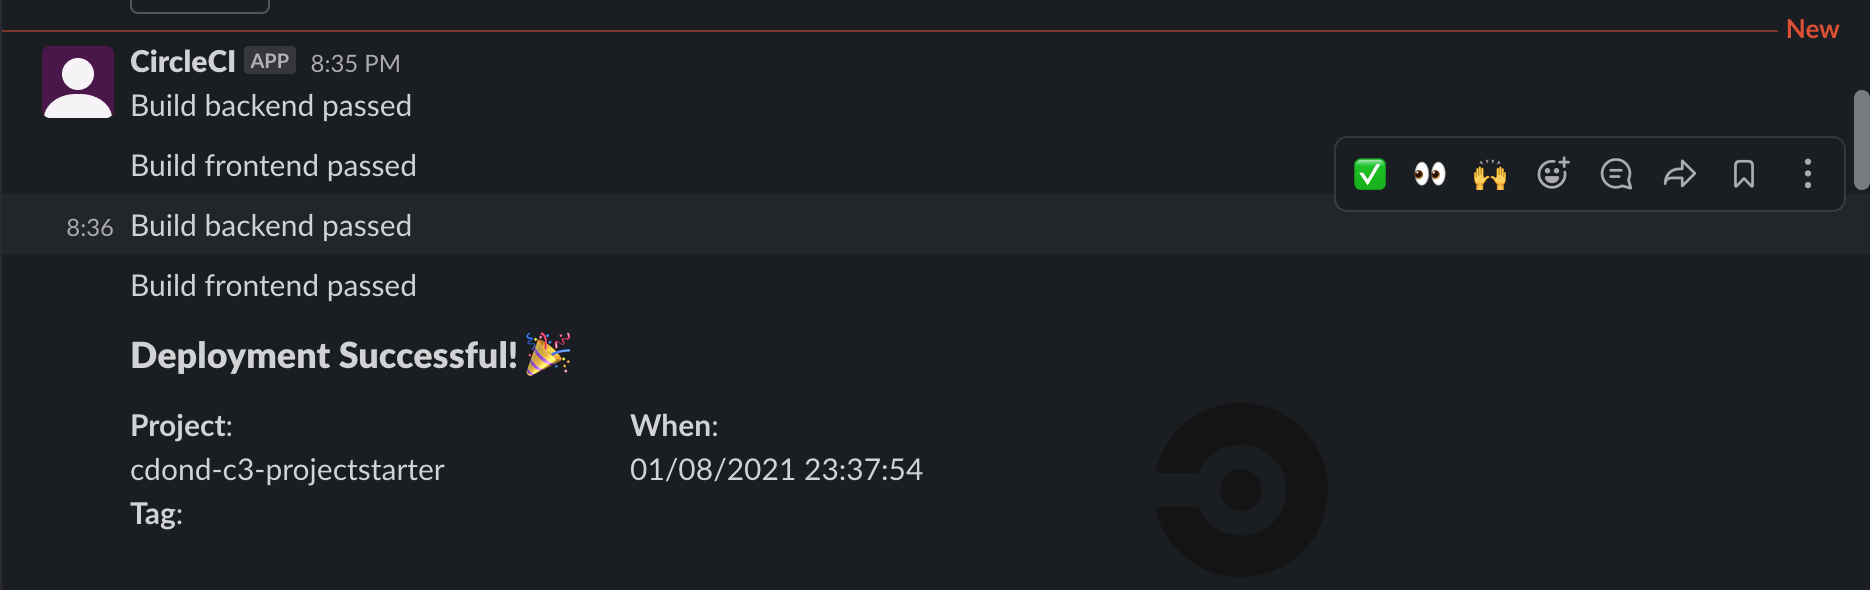 New
CircleCI APP 8:35 PM
Build backend passed
Build frontend passed
8:36 Build backend passed
Build frontend passed
Deployment Successful! 🎉
Project: When:
cdond-c3-projectstarter 01/08/2021 23:37:54
Tag: